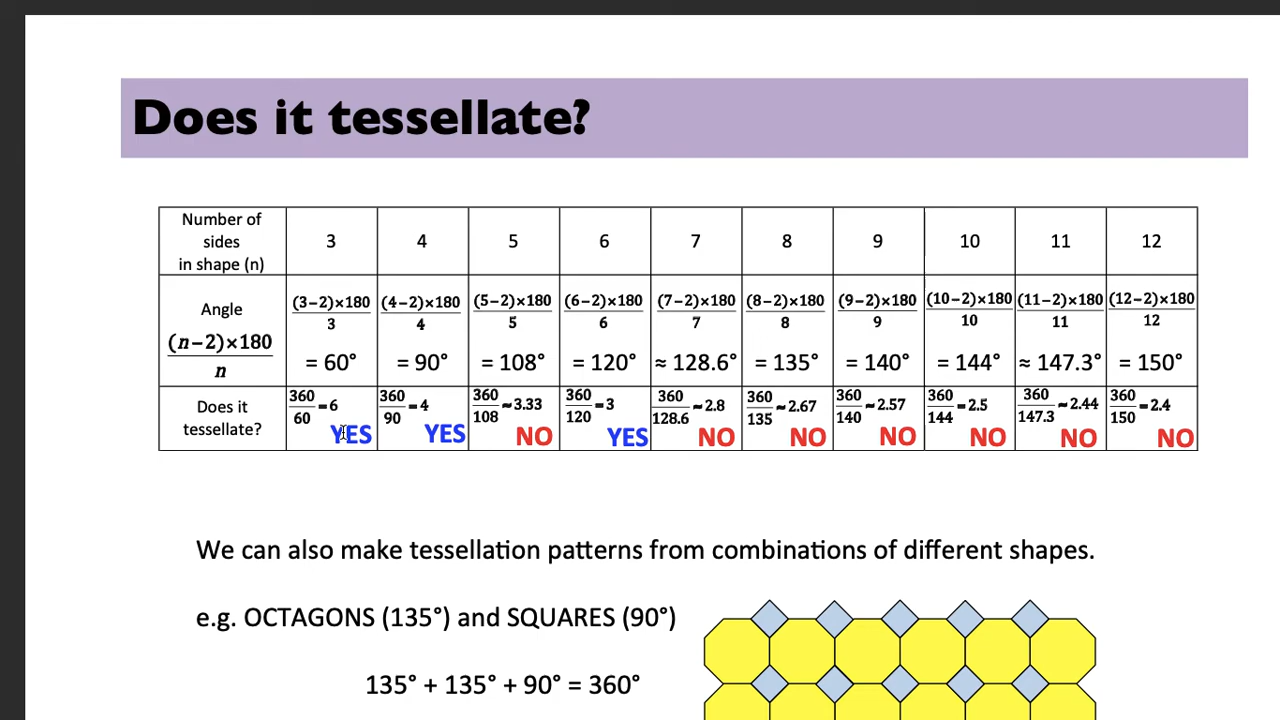 Does it tessellate?
Number of sides in shape (n) 3 4 5 6 7 8 9 10 11 12
Angle (n−2)×180/n (3−2)×180/3 = 60° (4−2)×180/4 = 90° (5−2)×180/5 = 108° (6−2)×180/6 = 120° (7−2)×180/7 ≈ 128.6° (8−2)×180/8 = 135° (9−2)×180/9 = 140° (10−2)×180/10 = 144° (11−2)×180/11 ≈ 147.3° (12−2)×180/12 = 150°
Does it tessellate? 360/60 =6 YES 360/90 =4 YES 360/108 ≈3.33 NO 360/120 =3 YES 360/128.6 ≈2.8 NO 360/135 ≈2.67 NO 360/140 ≈2.57 NO 360/144 =2.5 NO 360/147.3 ≈2.44 NO 360/150 =2.4 NO
We can also make tessellation patterns from combinations of different shapes.
e.g. OCTAGONS (135°) and SQUARES (90°)
135° + 135° + 90° = 360°